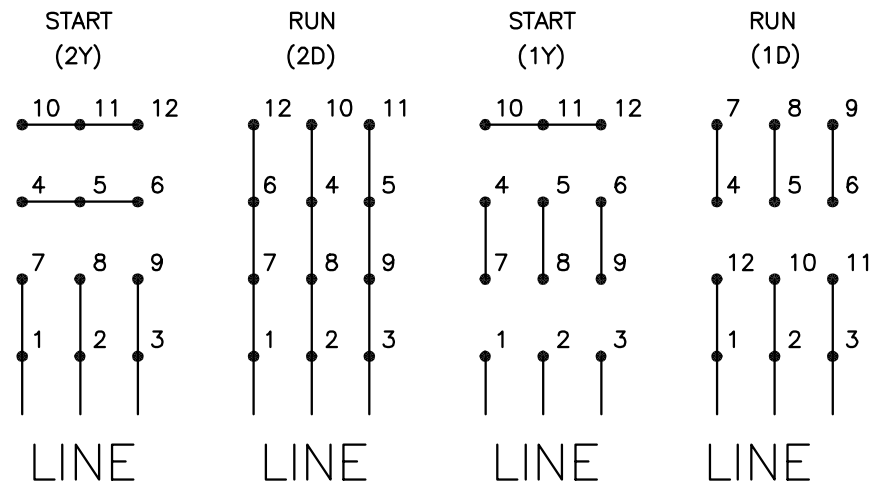 START RUN START RUN
(2Y) (2D) (1Y) (1D)
10 11 12 12 10 11 10 11 12 7 8 9
4 5 6 6 4 5 4 5 6 4 5 6
7 8 9 7 8 9 7 8 9 12 10 11
1 2 3 1 2 3 1 2 3 1 2 3
LINE LINE LINE LINE